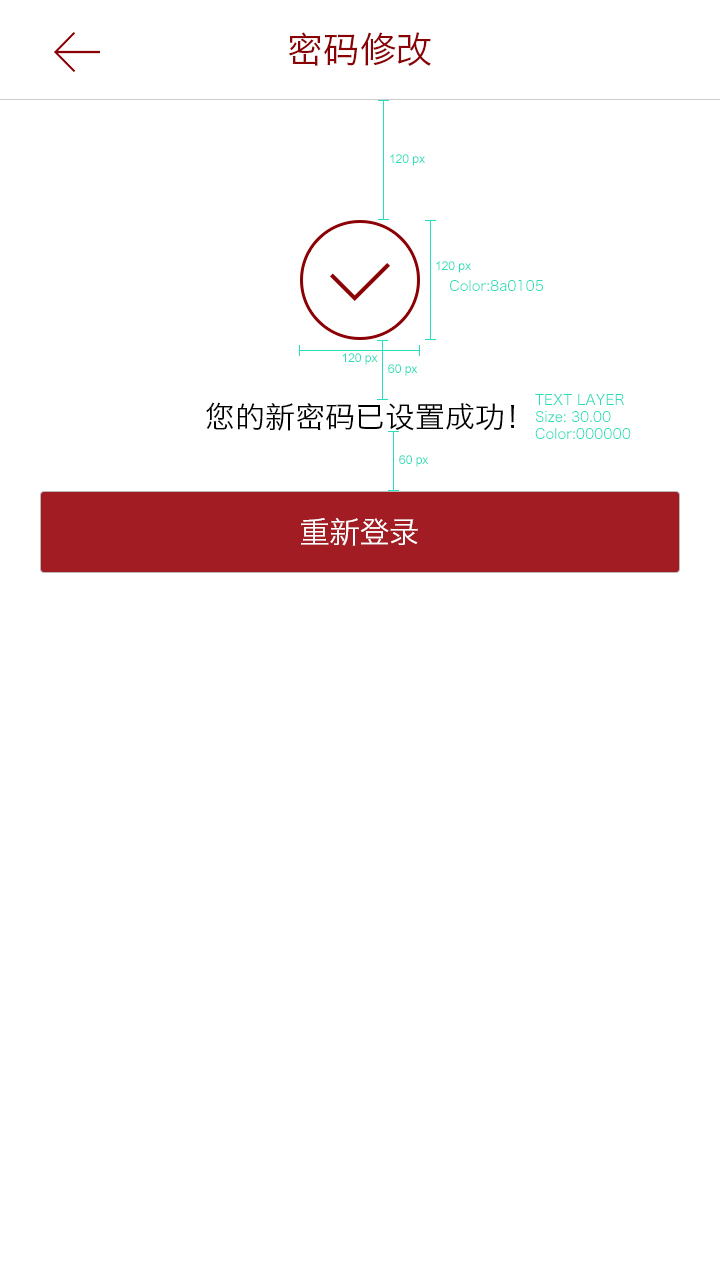 密码修改
120 px
120 px
Color:8a0105
120 px
60 px
您的新密码已设置成功！
TEXT LAYER
Size: 30.00
Color:000000
60 px
重新登录